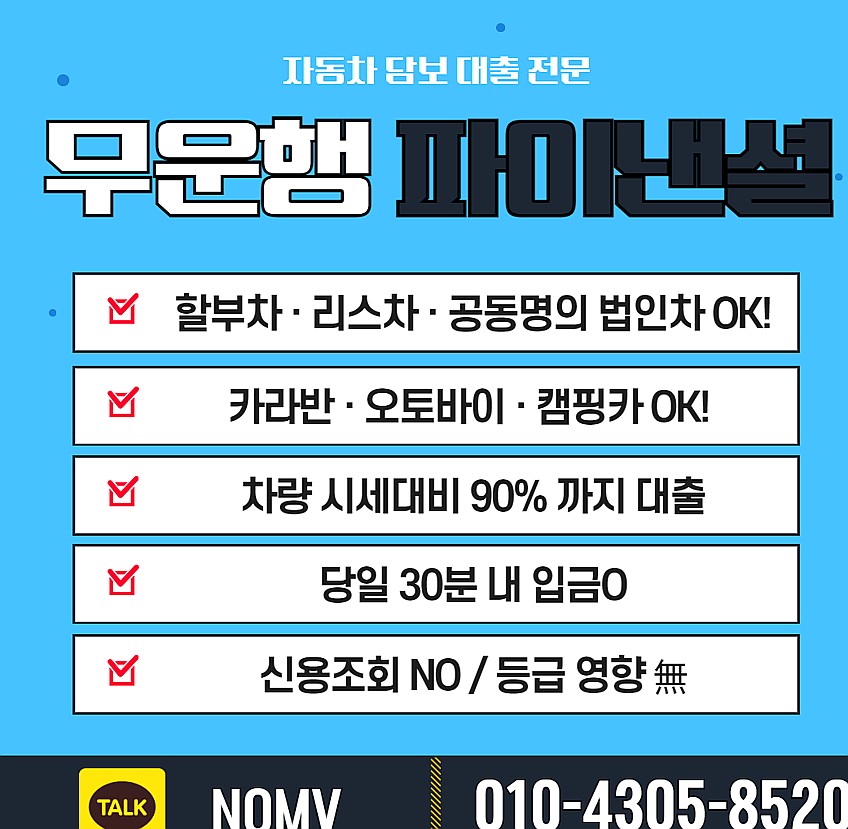 자동차 담보 대출 전문
무운행 파이낸셜
할부차 · 리스차 · 공동명의 법인차 OK!
카라반 · 오토바이 · 캠핑카 OK!
차량 시세대비 90% 까지 대출
당일 30분 내 입금O
신용조회 NO / 등급 영향 無
TALK NOMV 010-4305-8520